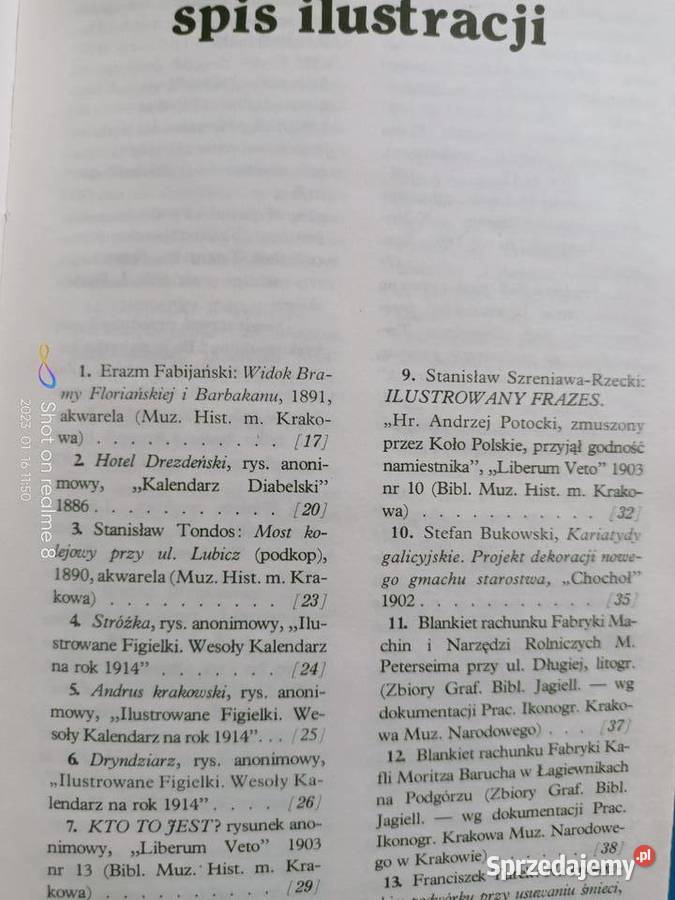 spis ilustracji
1. Erazm Fabijański: Widok Bra-
my Floriańskiej i Barbakanu, 1891,
akwarela (Muz. Hist. m. Krako-
wa) . . . . . . . . . . . [17]
2. Hotel Drezdeński, rys. anoni-
mowy, „Kalendarz Diabelski”
1886 . . . . . . . . . . . [20]
3. Stanisław Tondos: Most ko-
lejowy przy ul. Lubicz (podkop),
1890, akwarela (Muz. Hist. m. Kra-
kowa) . . . . . . . . . . [23]
4. Stróżka, rys. anonimowy, „Ilu-
strowane Figielki. Wesoły Kalendarz
na rok 1914” . . . . . . . [24]
5. Andrus krakowski, rys. anoni-
mowy, „Ilustrowane Figielki. We-
soły Kalendarz na rok 1914”. . . [25]
6. Dryndziarz, rys. anonimowy,
„Ilustrowane Figielki. Wesoły Ka-
lendarz na rok 1914”. . . . [26]
7. KTO TO JEST? rysunek ano-
nimowy, „Liberum Veto” 1903
nr 13 (Bibl. Muz. Hist. m. Kra-
kowa) . . . . . . . . . . [29]
9. Stanisław Szreniawa-Rzecki:
ILUSTROWANY FRAZES.
„Hr. Andrzej Potocki, zmuszony
przez Koło Polskie, przyjął godność
namiestnika”, „Liberum Veto” 1903
nr 10 (Bibl. Muz. Hist. m. Krako-
wa) . . . . . . . . . . . [32]
10. Stefan Bukowski, Kariatydy
galicyjskie. Projekt dekoracji nowe-
go gmachu starostwa, „Chochoł”
1902 . . . . . . . . . . . [35]
11. Blankiet rachunku Fabryki Ma-
chin i Narzędzi Rolniczych M.
Peterseima przy ul. Długiej, litogr.
(Zbiory Graf. Bibl. Jagiell. — wg
dokumentacji Prac. Ikonogr. Krako-
wa Muz. Narodowego) . . . [37]
12. Blankiet rachunku Fabryki Ka-
fli Moritza Barucha w Łagiewnikach
na Podgórzu (Zbiory Graf. Bibl.
Jagiell. — wg dokumentacji Prac.
Ikonogr. Krakowa Muz. Narodowe-
go w Krakowie) . . . . . . [38]
13. Franciszek
podwórku przy usuwaniu śmieci,
Shot on redme 8
2023 01 16 11:50
Sprzedajemy.pl